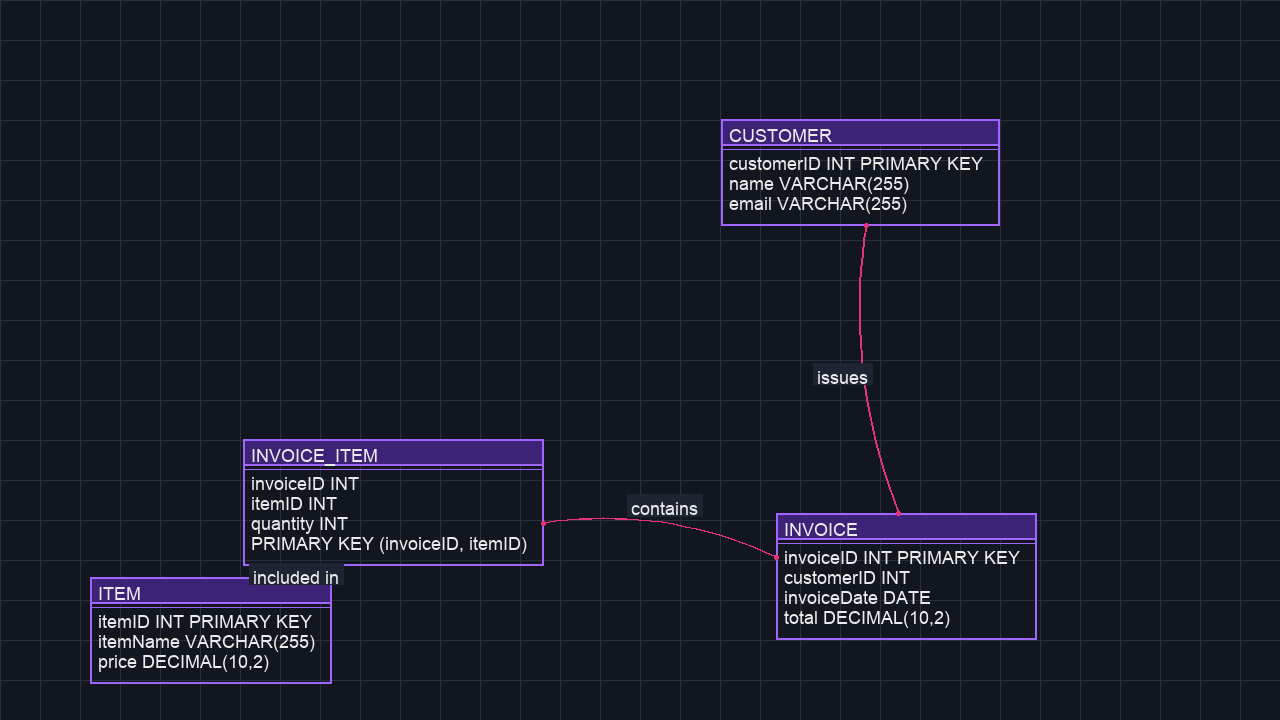 CUSTOMER
customerID INT PRIMARY KEY
name VARCHAR(255)
email VARCHAR(255)
issues
INVOICE_ITEM
invoiceID INT
itemID INT
quantity INT
PRIMARY KEY (invoiceID, itemID)
contains
INVOICE
invoiceID INT PRIMARY KEY
customerID INT
invoiceDate DATE
total DECIMAL(10,2)
included in
ITEM
itemID INT PRIMARY KEY
itemName VARCHAR(255)
price DECIMAL(10,2)